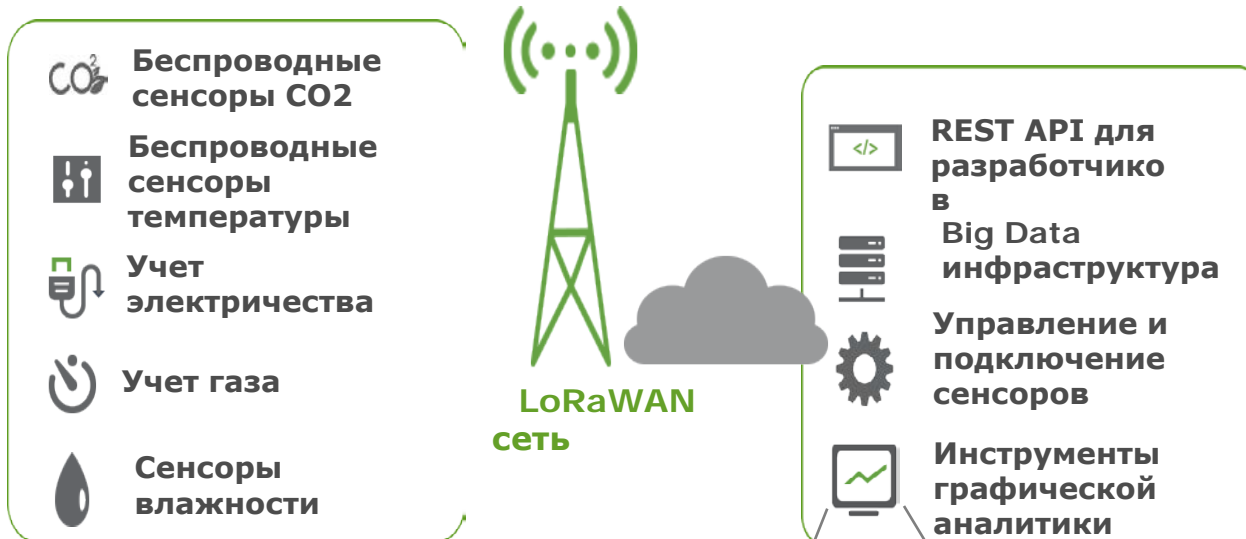 CO2
Беспроводные
сенсоры CO2
Беспроводные
сенсоры
температуры
Учет
электричества
Учет газа
Сенсоры
влажности
LoRaWAN
сеть
</>
REST API для
разработчико
в
Big Data
инфраструктура
Управление и
подключение
сенсоров
Инструменты
графической
аналитики